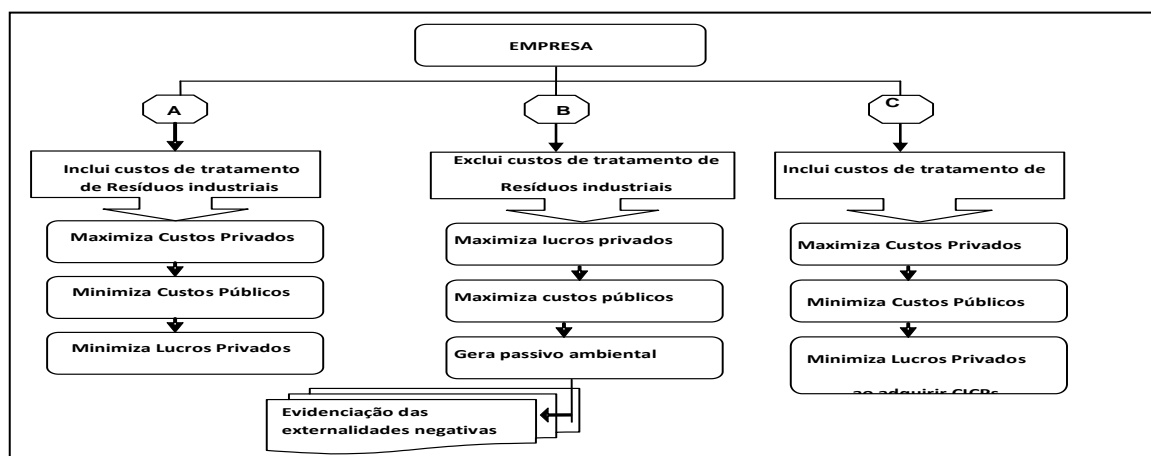 EMPRESA
A
B
C
Inclui custos de tratamento
de Resíduos industriais
Exclui custos de tratamento de
Resíduos industriais
Inclui custos de tratamento de
Maximiza Custos Privados
Maximiza lucros privados
Maximiza Custos Privados
Minimiza Custos Públicos
Maximiza custos públicos
Minimiza Custos Públicos
Minimiza Lucros Privados
Gera passivo ambiental
Minimiza Lucros Privados
ao adquirir
Evidenciação das
externalidades negativas